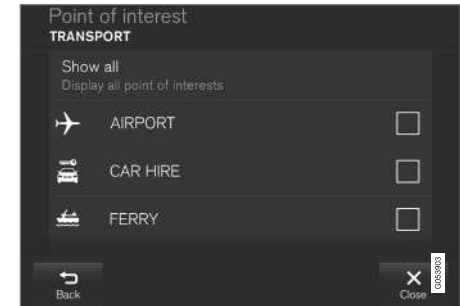 Point of interest
TRANSPORT
Show all
Display all point of interests
AIRPORT
CAR HIRE
FERRY
Back
Close
G053903